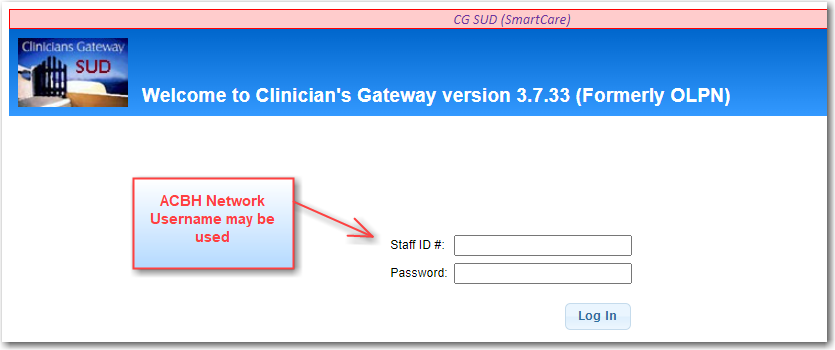 CG SUD (SmartCare)
Clinicians Gateway
SUD
Welcome to Clinician's Gateway version 3.7.33 (Formerly OLPN)
ACBH Network
Username may be
used
Staff ID #:
Password:
Log In